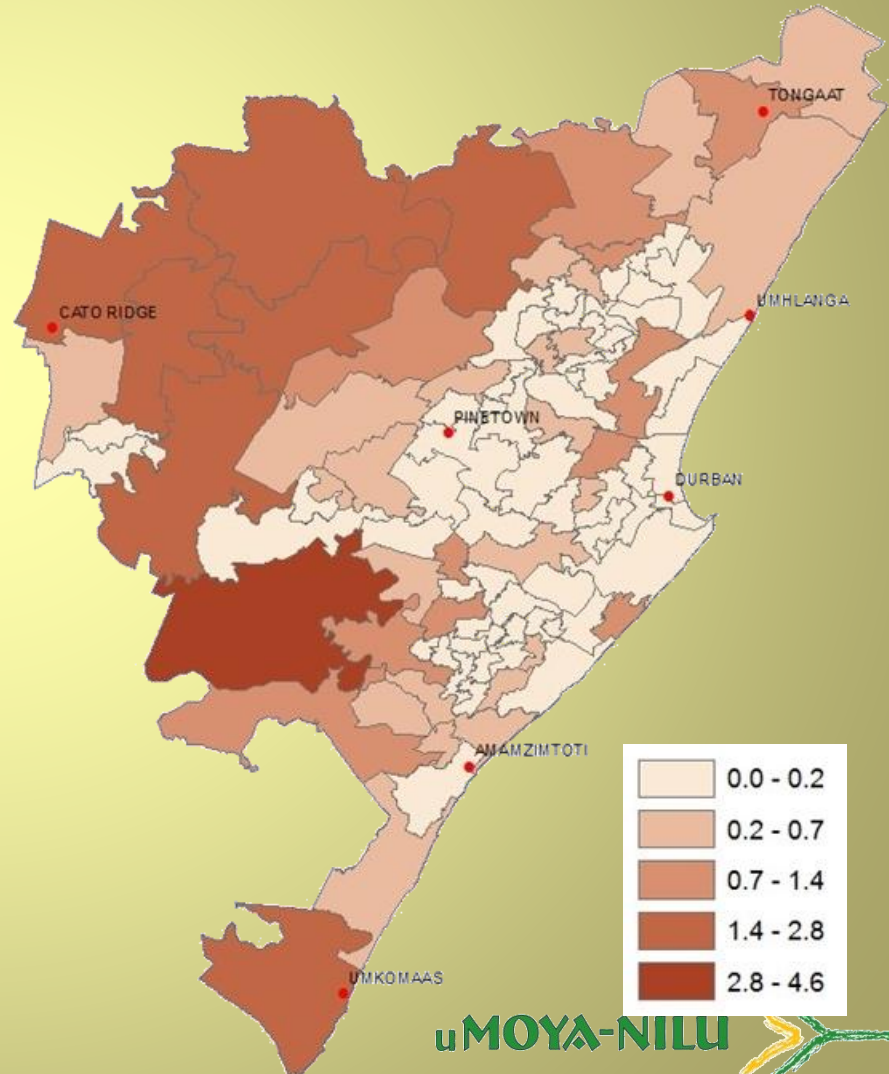 TONGAAT
UMHLANGA
CATO RIDGE
PINETOWN
DURBAN
AMAMZIMTOTI
0.0 - 0.2
0.2 - 0.7
0.7 - 1.4
1.4 - 2.8
2.8 - 4.6
UMKOMAAS
uMOYA-NILU